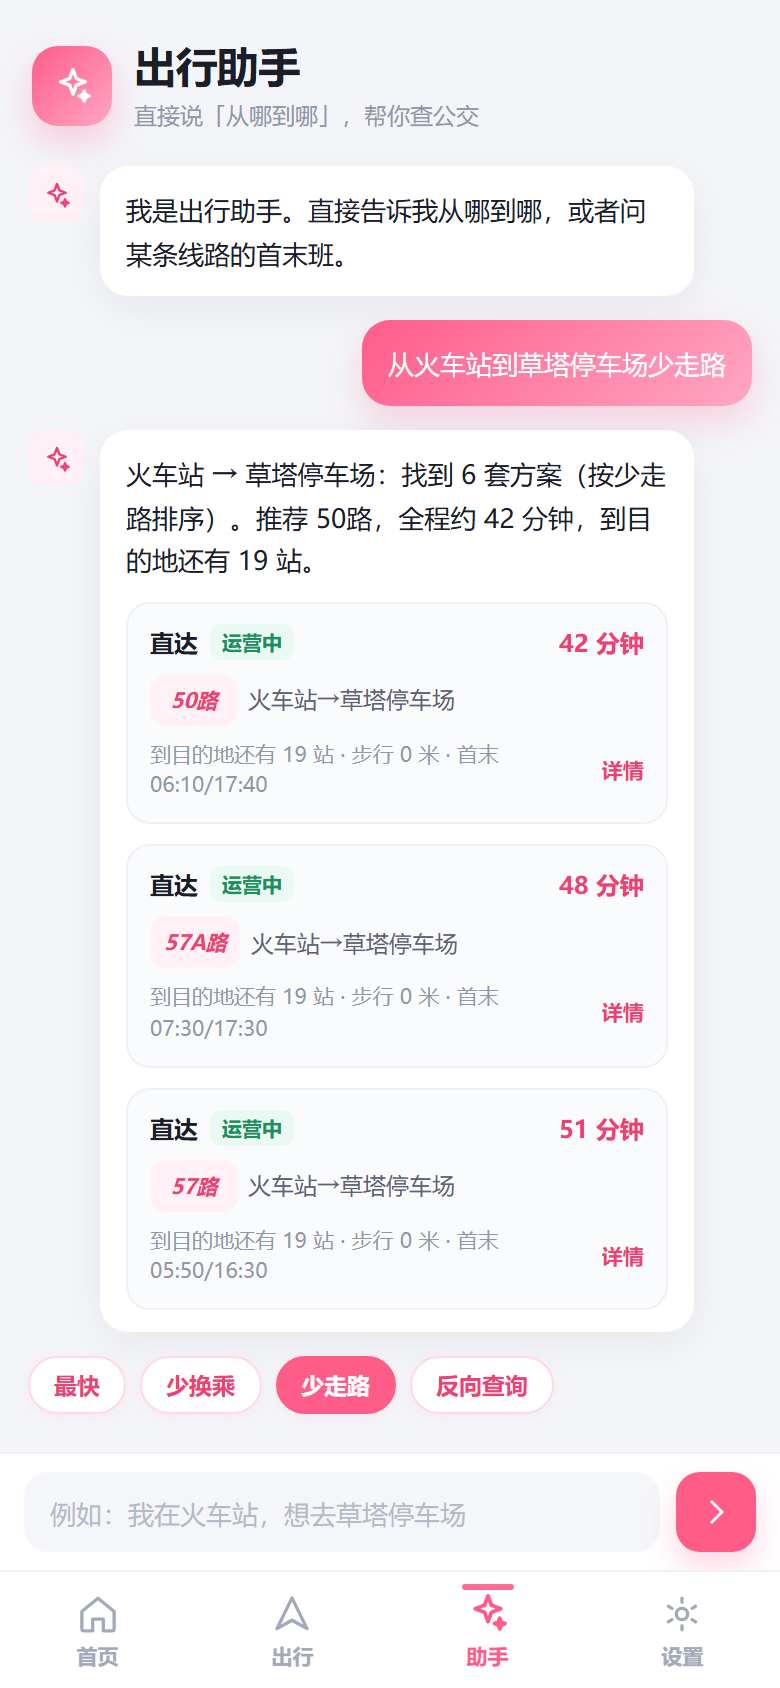 出行助手
直接说「从哪到哪」，帮你查公交
我是出行助手。直接告诉我从哪到哪，或者问
某条线路的首末班。
从火车站到草塔停车场少走路
火车站 → 草塔停车场：找到 6 套方案（按少走
路排序）。推荐 50路，全程约 42 分钟，到目
的地还有 19 站。
直达 运营中 42 分钟
50路 火车站→草塔停车场
到目的地还有 19 站 · 步行 0 米 · 首末
06:10/17:40
详情
直达 运营中 48 分钟
57A路 火车站→草塔停车场
到目的地还有 19 站 · 步行 0 米 · 首末
07:30/17:30
详情
直达 运营中 51 分钟
57路 火车站→草塔停车场
到目的地还有 19 站 · 步行 0 米 · 首末
05:50/16:30
详情
最快 少换乘 少走路 反向查询
例如：我在火车站，想去草塔停车场
首页 出行 助手 设置